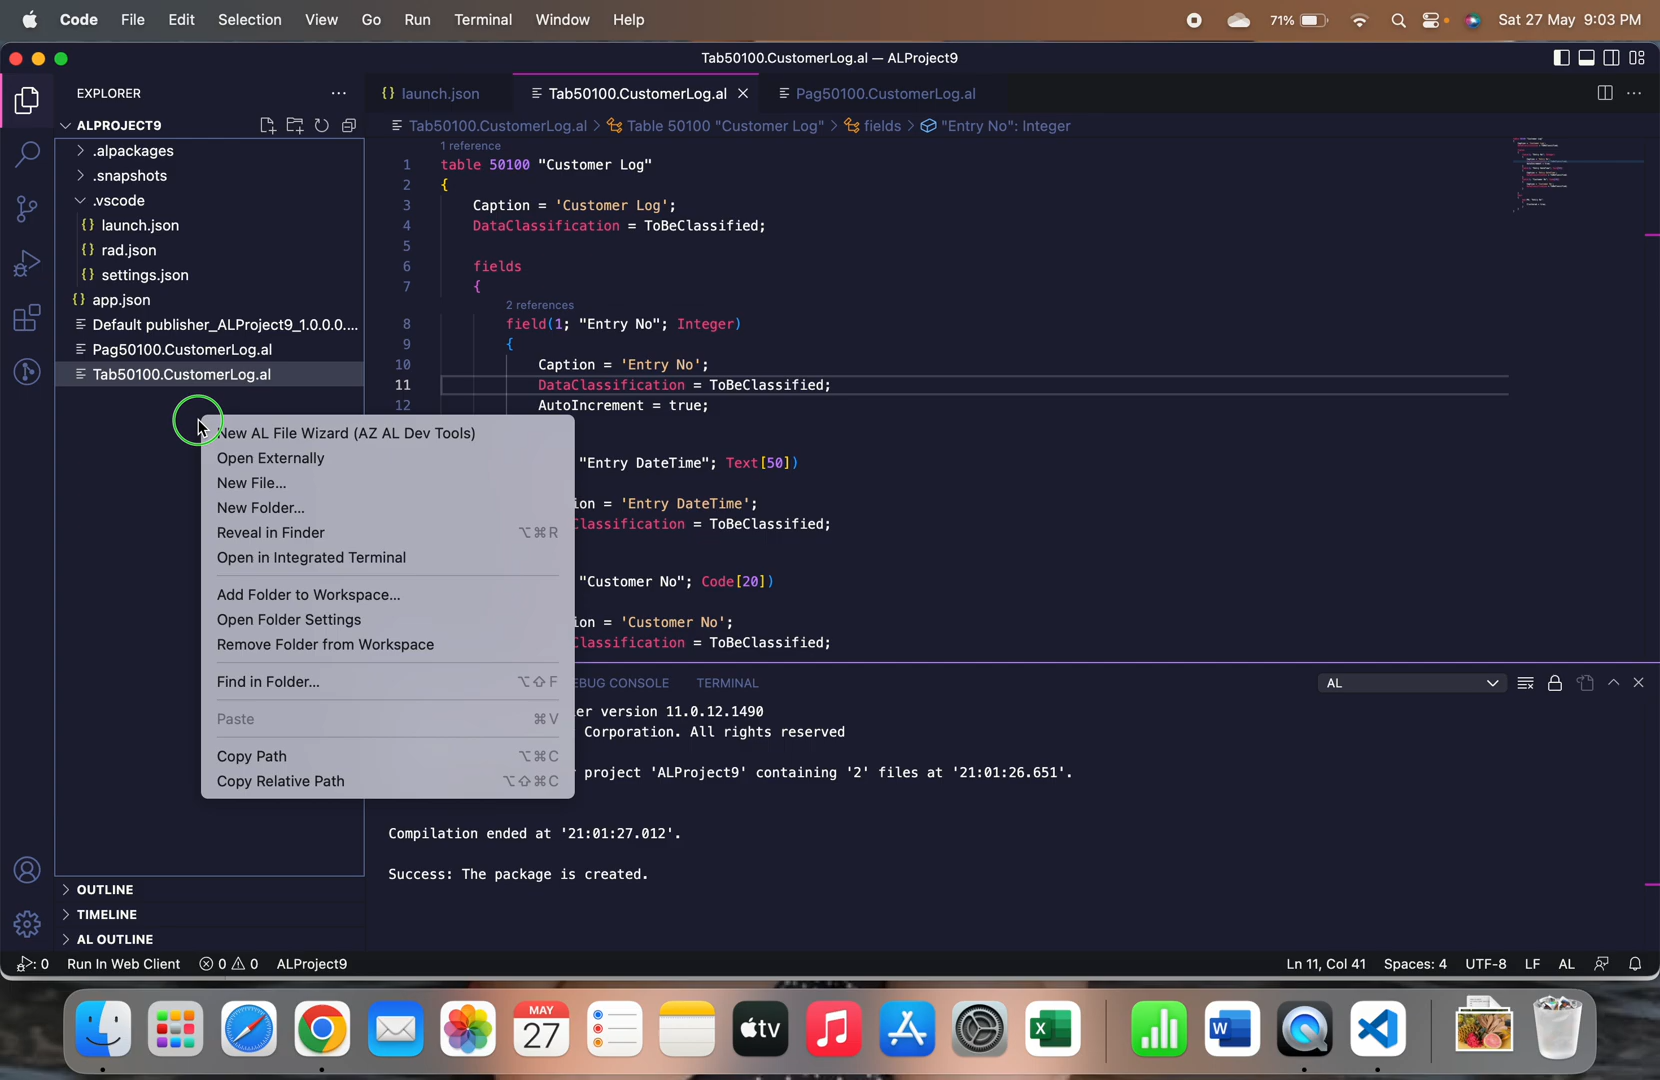 Code File Edit Selection View Go Run Terminal Window Help
71% Sat 27 May 9:03 PM
Tab50100.CustomerLog.al — ALProject9
EXPLORER
ALPROJECT9
.alpackages
.snapshots
.vscode
{} launch.json
{} rad.json
{} settings.json
{} app.json
Default publisher_ALProject9_1.0.0.0....
Pag50100.CustomerLog.al
Tab50100.CustomerLog.al
OUTLINE
TIMELINE
AL OUTLINE
{} launch.json Tab50100.CustomerLog.al Pag50100.CustomerLog.al
Tab50100.CustomerLog.al > Table 50100 "Customer Log" > fields > "Entry No": Integer
1 reference
1 table 50100 "Customer Log"
2 {
3 Caption = 'Customer Log';
4 DataClassification = ToBeClassified;
5
6 fields
7 {
2 references
8 field(1; "Entry No"; Integer)
9 {
10 Caption = 'Entry No';
11 DataClassification = ToBeClassified;
12 AutoIncrement = true;
"Entry DateTime"; Text[50])
ion = 'Entry DateTime';
Classification = ToBeClassified;
"Customer No"; Code[20])
ion = 'Customer No';
Classification = ToBeClassified;
New AL File Wizard (AZ AL Dev Tools)
Open Externally
New File...
New Folder...
Reveal in Finder ⌥⌘R
Open in Integrated Terminal
Add Folder to Workspace...
Open Folder Settings
Remove Folder from Workspace
Find in Folder... ⌥⇧F
Paste ⌘V
Copy Path ⌥⌘C
Copy Relative Path ⌥⇧⌘C
EBUG CONSOLE TERMINAL AL
er version 11.0.12.1490
Corporation. All rights reserved
project 'ALProject9' containing '2' files at '21:01:26.651'.
Compilation ended at '21:01:27.012'.
Success: The package is created.
: 0 Run In Web Client 0 0 ALProject9 Ln 11, Col 41 Spaces: 4 UTF-8 LF AL
MAY
27
tv
X
W